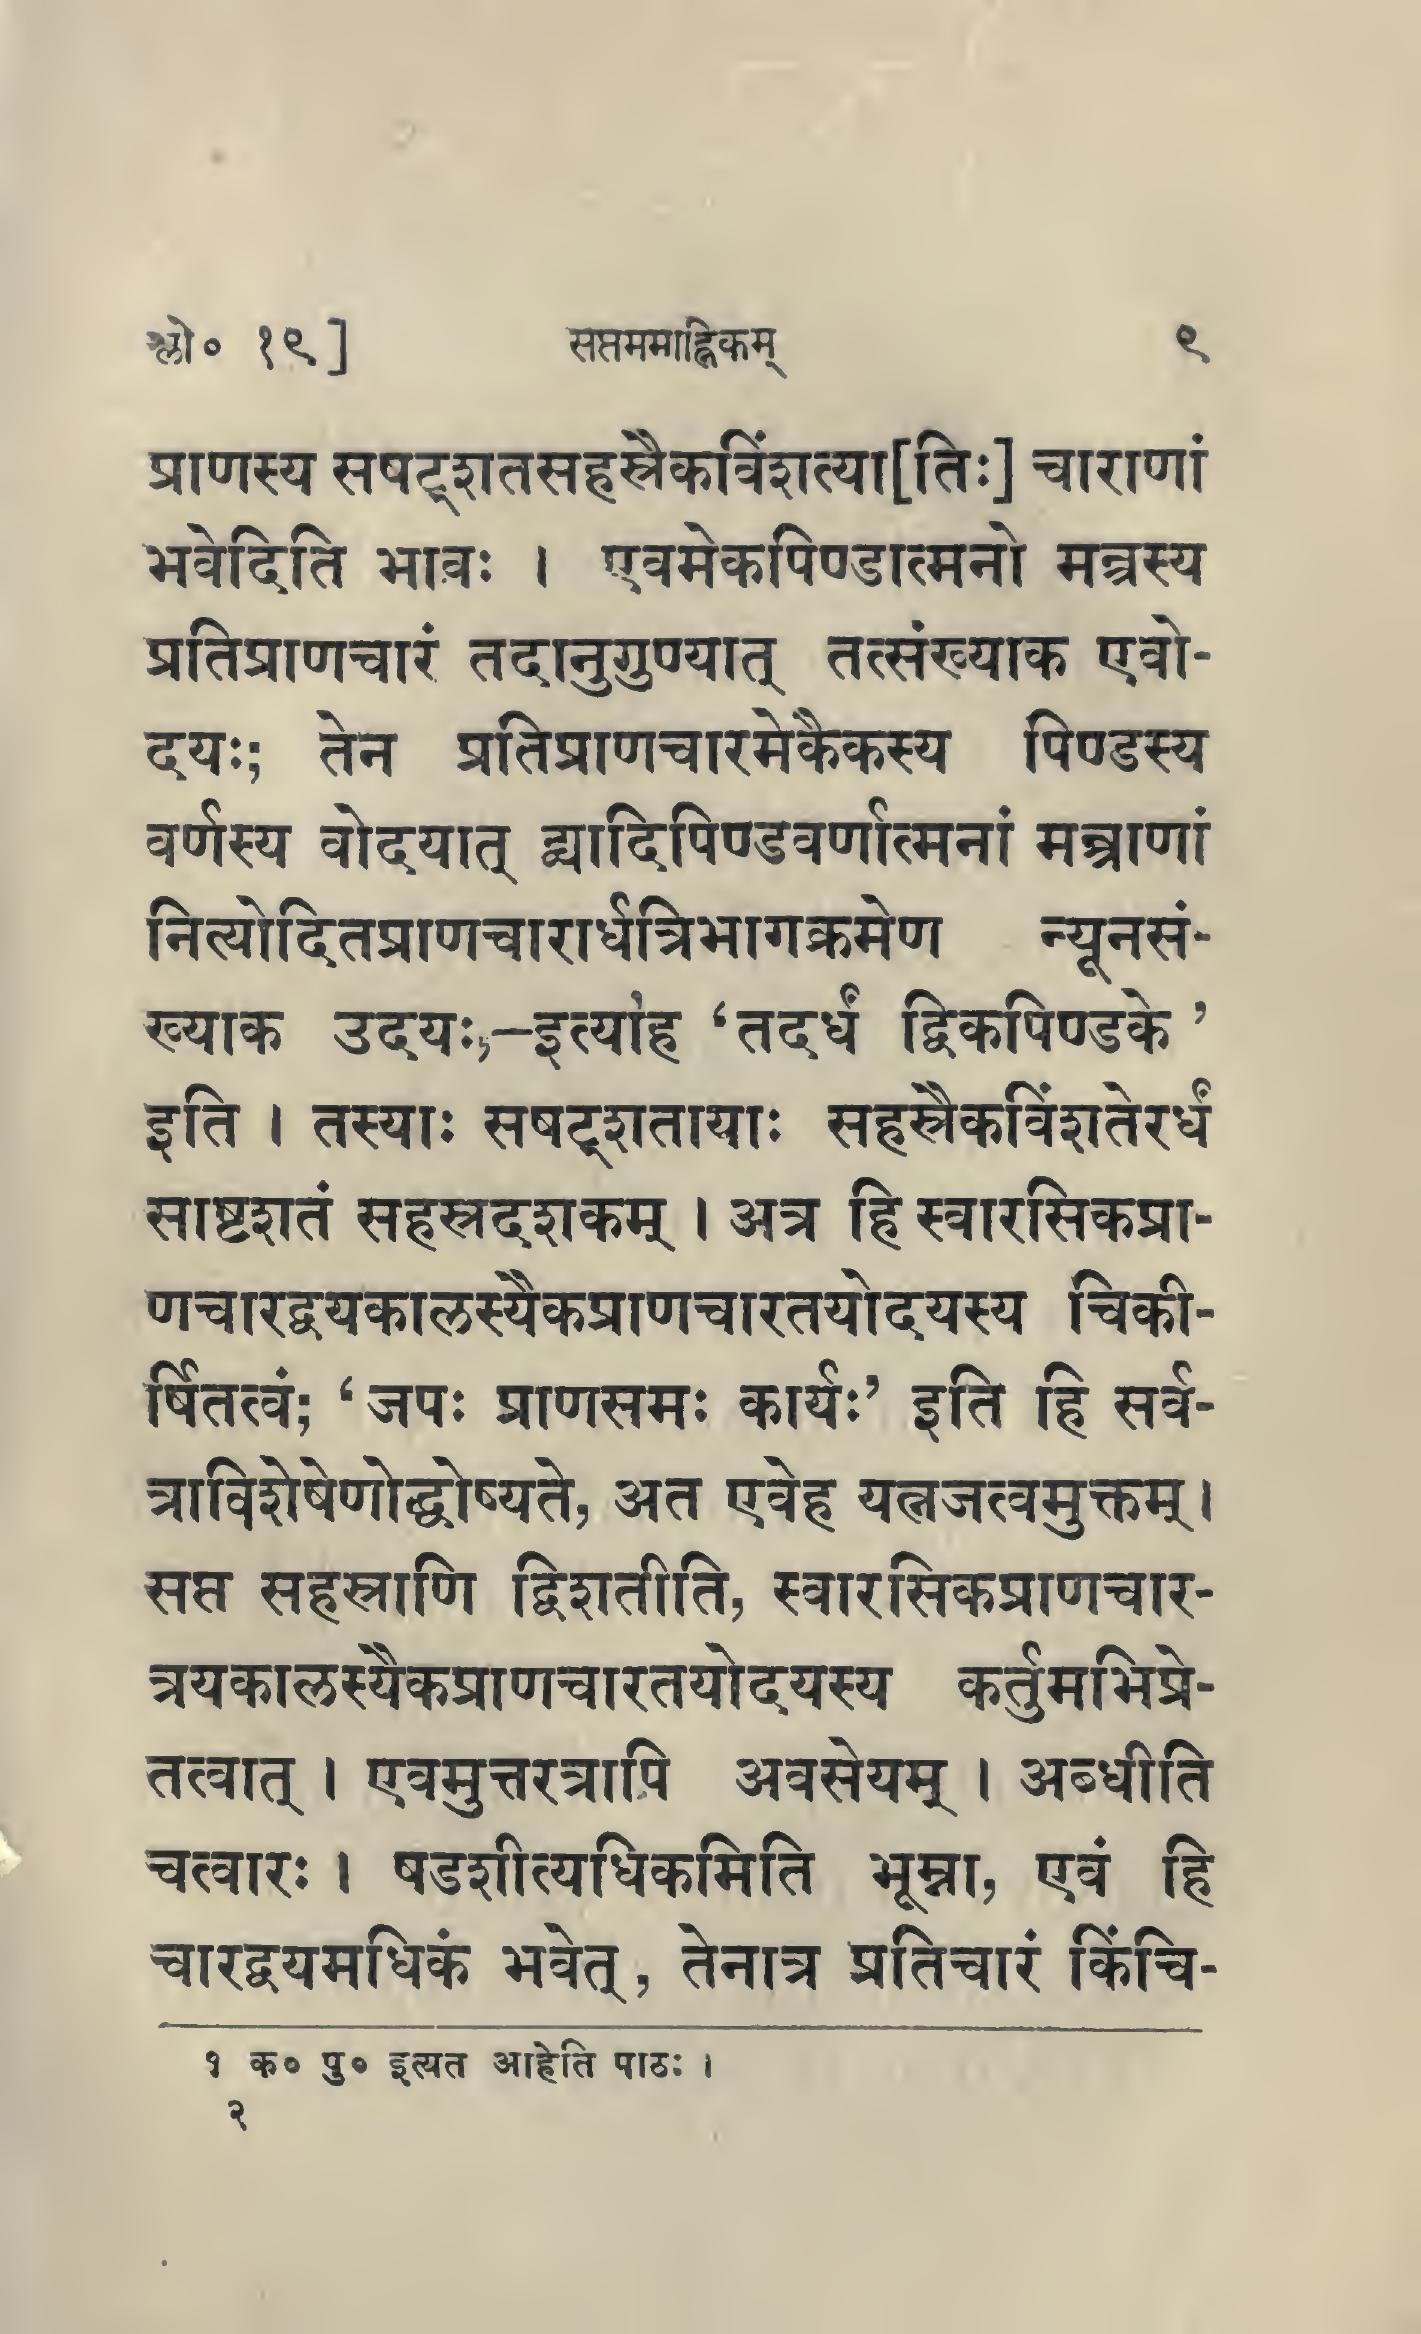 श्लो० १९]	सप्तममाह्निकम्	९
प्राणस्य सषट्शतसहस्रैकविंशत्या[तिः] चाराणां
भवेदिति भावः । एवमेकपिण्डात्मनो मन्त्रस्य
प्रतिप्राणचारं तदानुगुण्यात् तत्संख्याक एवो-
दयः; तेन प्रतिप्राणचारमेकैकस्य पिण्डस्य
वर्णस्य वोदयात् द्व्यादिपिण्डवर्णात्मनां मन्त्राणां
नित्योदितप्राणचारार्धत्रिभागक्रमेण न्यूनसं-
ख्याक उदयः,–इत्यांह ‘तदर्धं द्विकपिण्डके’
इति । तस्याः सषट्शतायाः सहस्रैकविंशतेरर्धं
साष्टशतं सहस्रदशकम् । अत्र हि स्वारसिकप्रा-
णचारद्वयकालस्यैकप्राणचारतयोदयस्य चिकी-
र्षितत्वं; ‘जपः प्राणसमः कार्यः’ इति हि सर्व-
त्राविशेषेणोद्घोष्यते, अत एवेह यत्नजत्वमुक्तम् ।
सप्त सहस्राणि द्विशतीति, स्वारसिकप्राणचार-
त्रयकालस्यैकप्राणचारतयोदयस्य कर्तुमभिप्रे-
तत्वात् । एवमुत्तरत्रापि अवसेयम् । अब्धीति
चत्वारः । षडशीत्यधिकमिति भूम्ना, एवं हि
चारद्वयमधिकं भवेत्, तेनात्र प्रतिचारं किंचि-
१ क० पु० इत्यत आहेति पाठः ।
२